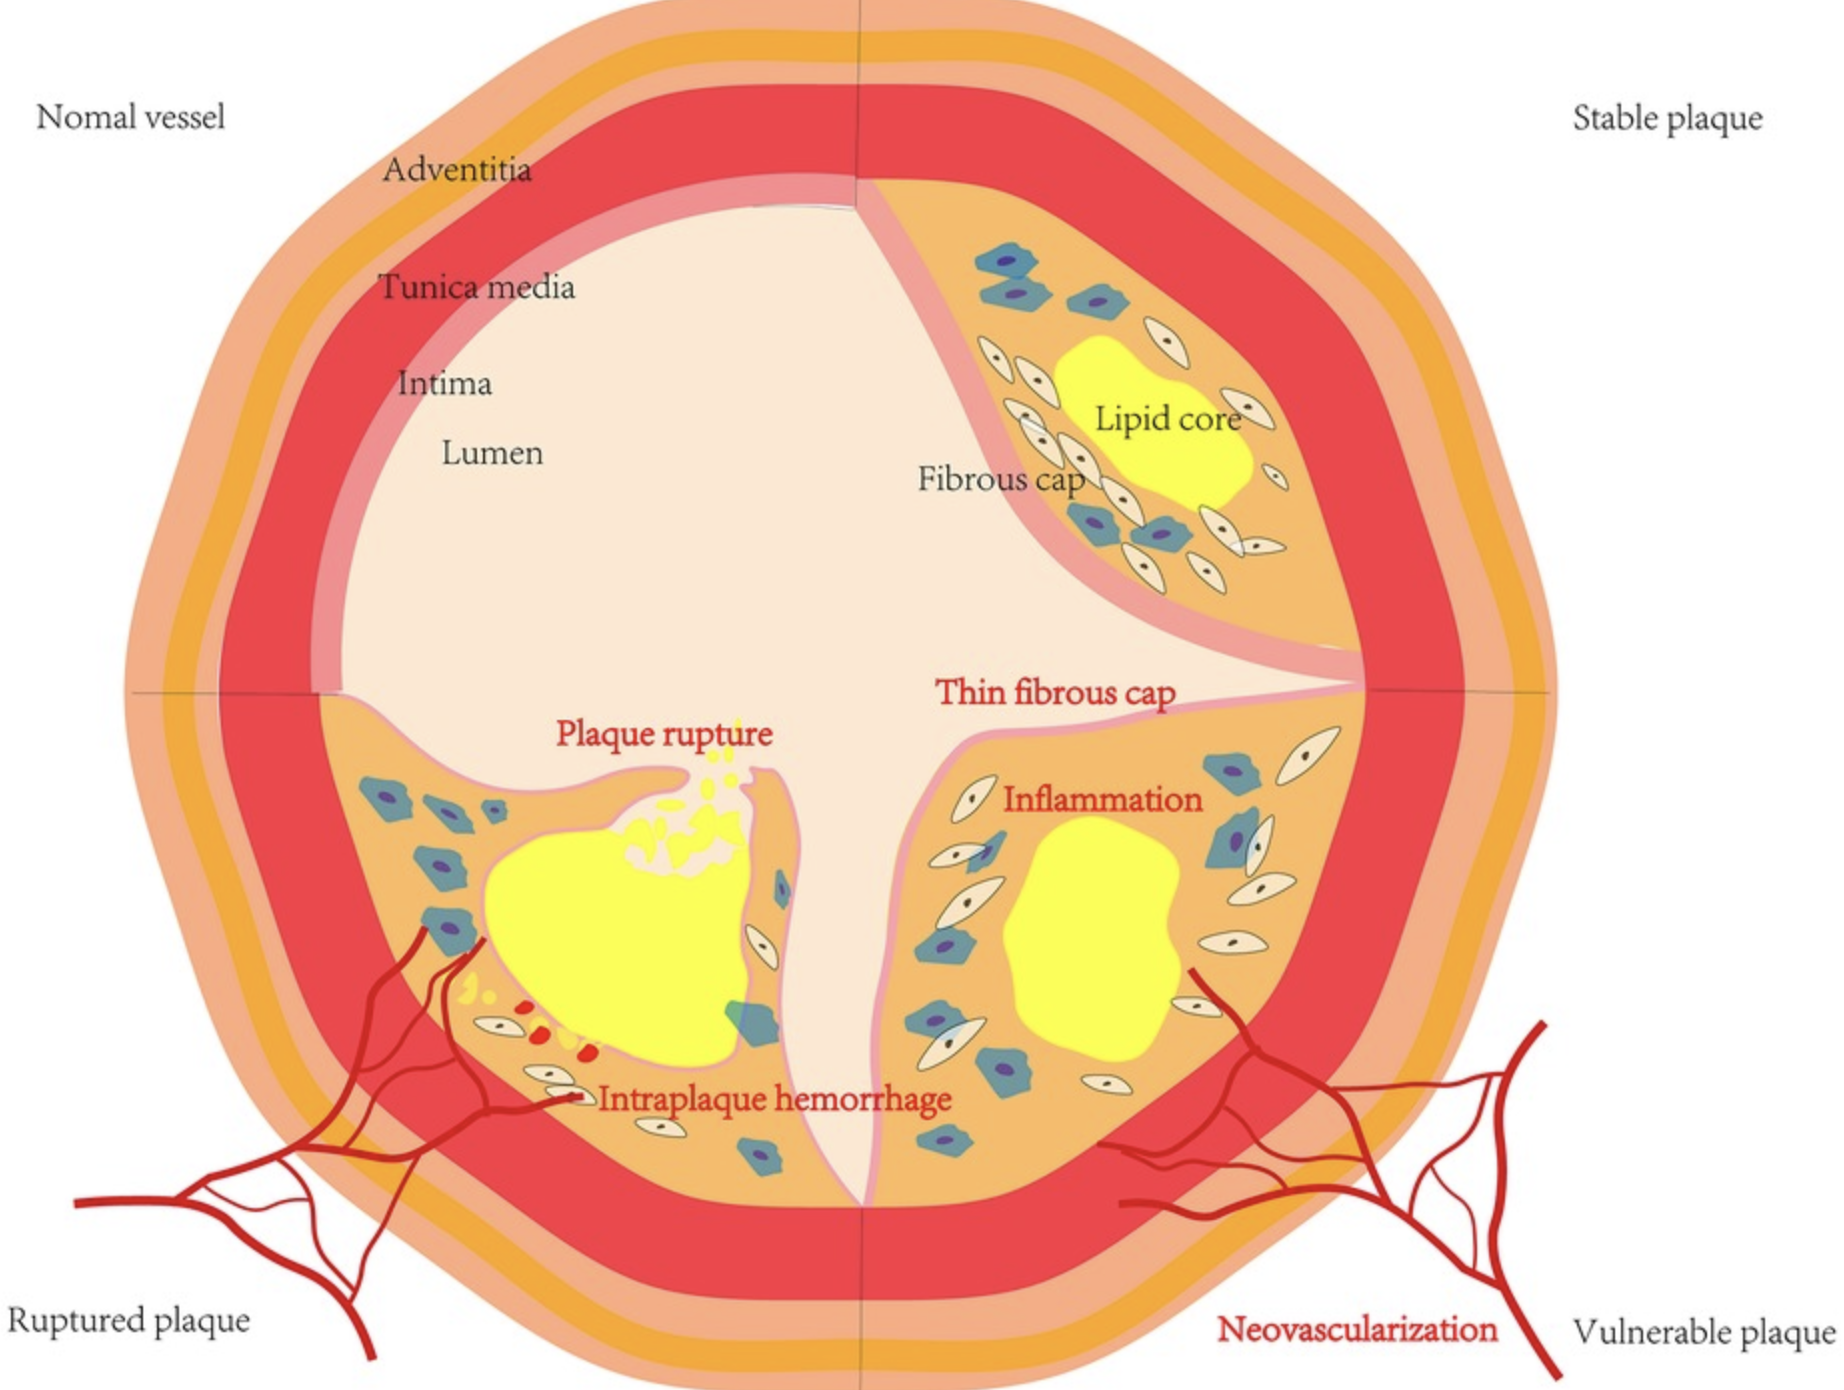 Nomal vessel
Stable plaque
Adventitia
Tunica media
Intima
Lipid core
Lumen
Fibrous cap
Thin fibrous cap
Plaque rupture
Inflammation
Intraplaque hemorrhage
Ruptured plaque
Neovascularization
Vulnerable plaque